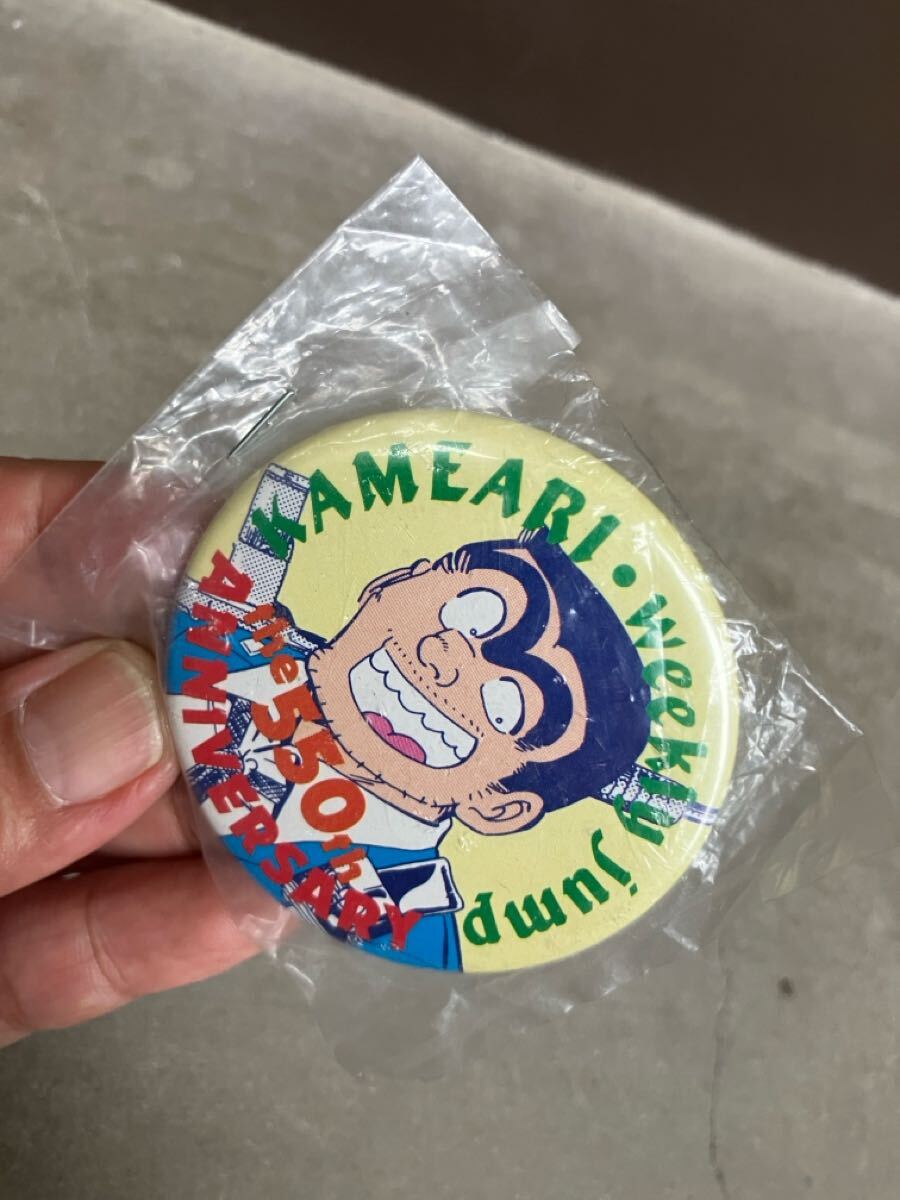 KAMEARI • weekly jump
the 550th
ANNIVERSARY